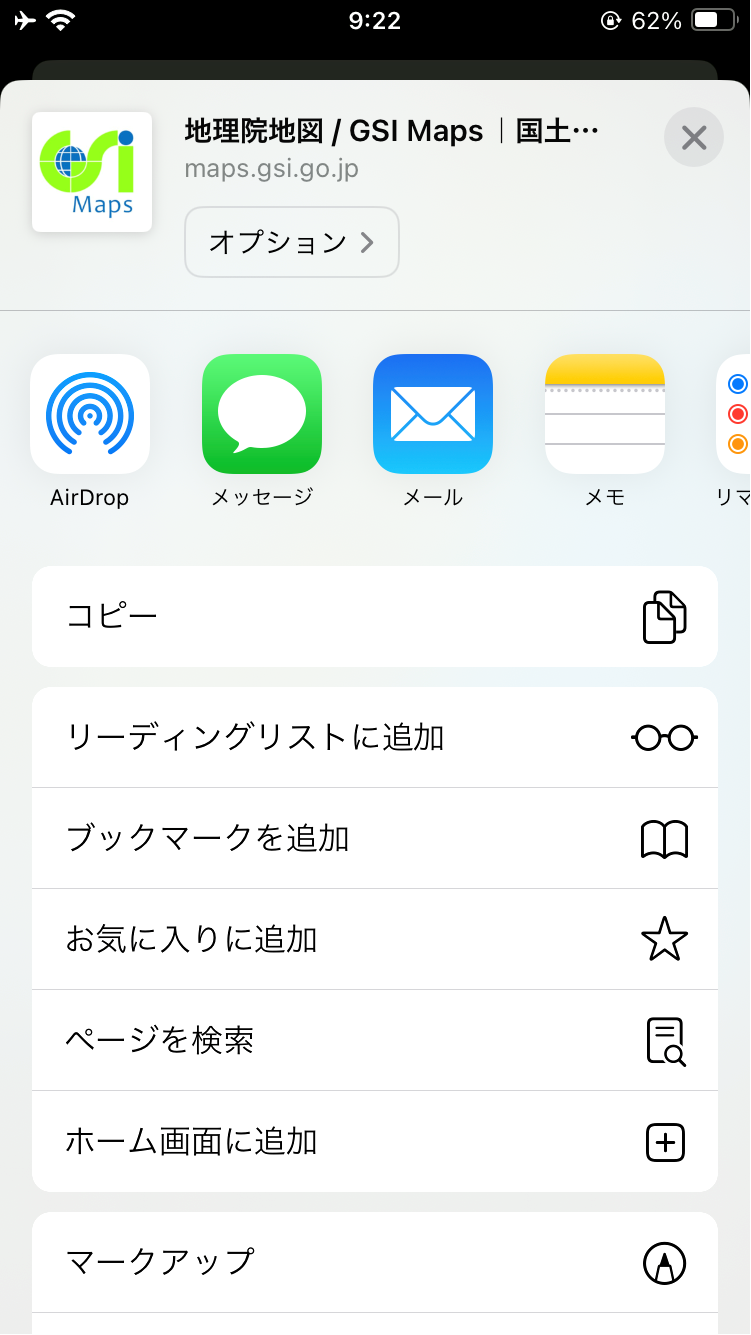 9:22
62%
地理院地図 / GSI Maps｜国土…
maps.gsi.go.jp
GSI
Maps
オプション
AirDrop
メッセージ
メール
メモ
リマ
コピー
リーディングリストに追加
ブックマークを追加
お気に入りに追加
ページを検索
ホーム画面に追加
マークアップ